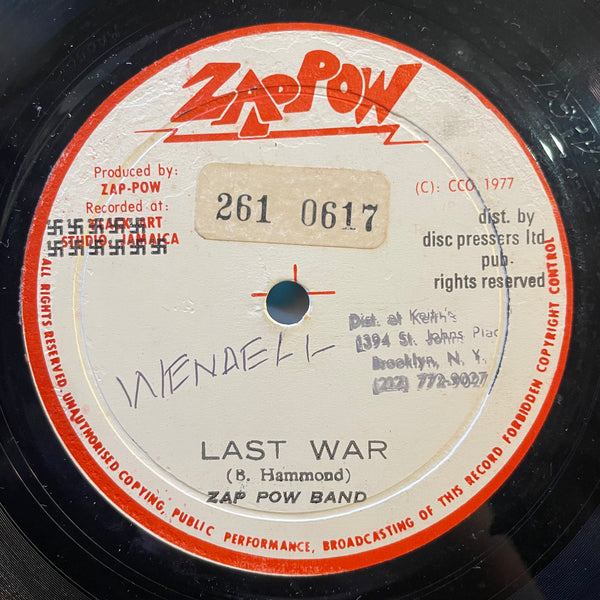 ZAP POW
Produced by:
ZAP-POW
Recorded at:
STUDIO. JAMAICA
261 0617
(C): CCO 1977
dist. by
disc pressers ltd
pub.
rights reserved
Dist. at Keith's
1394 St. Johns Plac
Brooklyn, N. Y.
(212) 772-9027
WENDELL
LAST WAR
(B. Hammond)
ZAP POW BAND
ALL RIGHTS RESERVED. UNAUTHORISED COPYING, PUBLIC PERFORMANCE, BROADCASTING OF THIS RECORD FORBIDDEN COPYRIGHT CONTROL